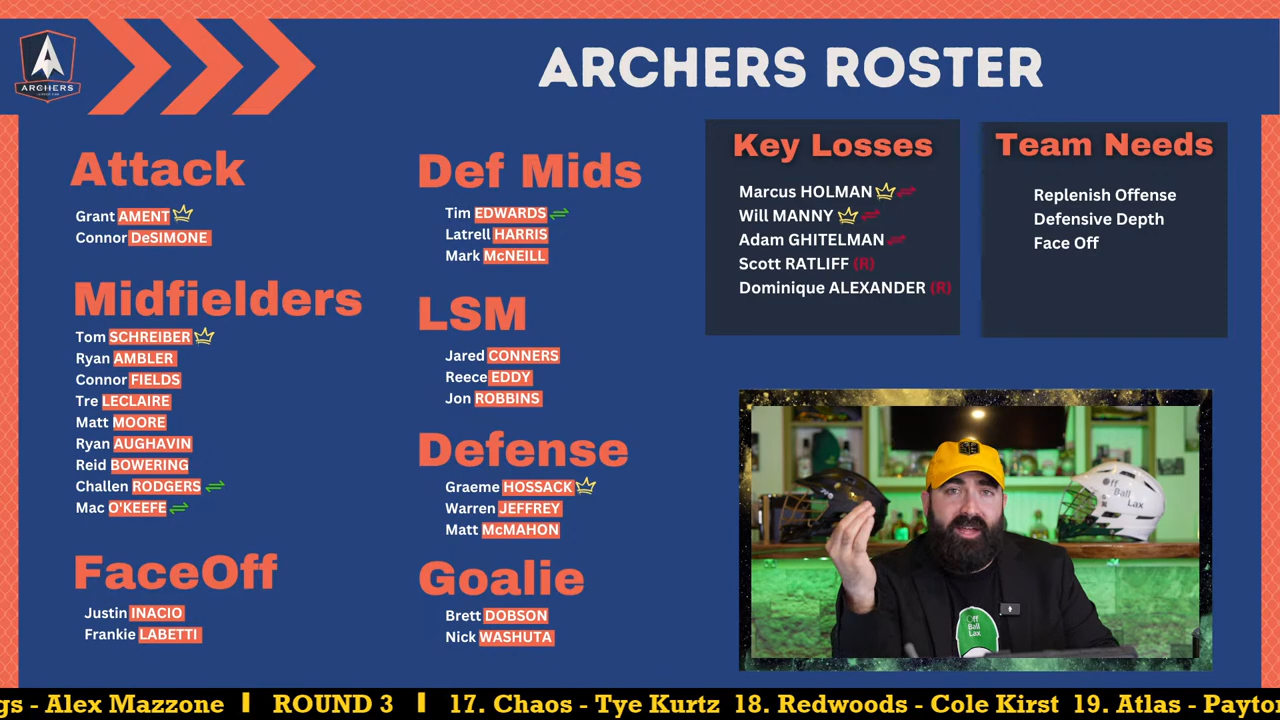 ARCHERS
ARCHERS ROSTER
Attack
Grant AMENT
Connor DeSIMONE
Midfielders
Tom SCHREIBER
Ryan AMBLER
Connor FIELDS
Tre LECLAIRE
Matt MOORE
Ryan AUGHAVIN
Reid BOWERING
Challen RODGERS
Mac O'KEEFE
FaceOff
Justin INACIO
Frankie LABETTI
Def Mids
Tim EDWARDS
Latrell HARRIS
Mark McNEILL
LSM
Jared CONNERS
Reece EDDY
Jon ROBBINS
Defense
Graeme HOSSACK
Warren JEFFREY
Matt McMAHON
Goalie
Brett DOBSON
Nick WASHUTA
Key Losses
Marcus HOLMAN
Will MANNY
Adam GHITELMAN
Scott RATLIFF (R)
Dominique ALEXANDER (R)
Team Needs
Replenish Offense
Defensive Depth
Face Off
Off
Ball
Lax
Off
Ball
Lax
gs - Alex Mazzone | ROUND 3 | 17. Chaos - Tye Kurtz 18. Redwoods - Cole Kirst 19. Atlas - Payto